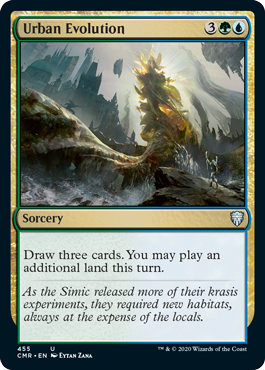 Urban Evolution 3
Sorcery
Draw three cards. You may play an
additional land this turn.
As the Simic released more of their krasis
experiments, they required new habitats,
always at the expense of the locals.
455 U
CMR • EN EYTAN ZANA
™ & © 2020 Wizards of the Coast